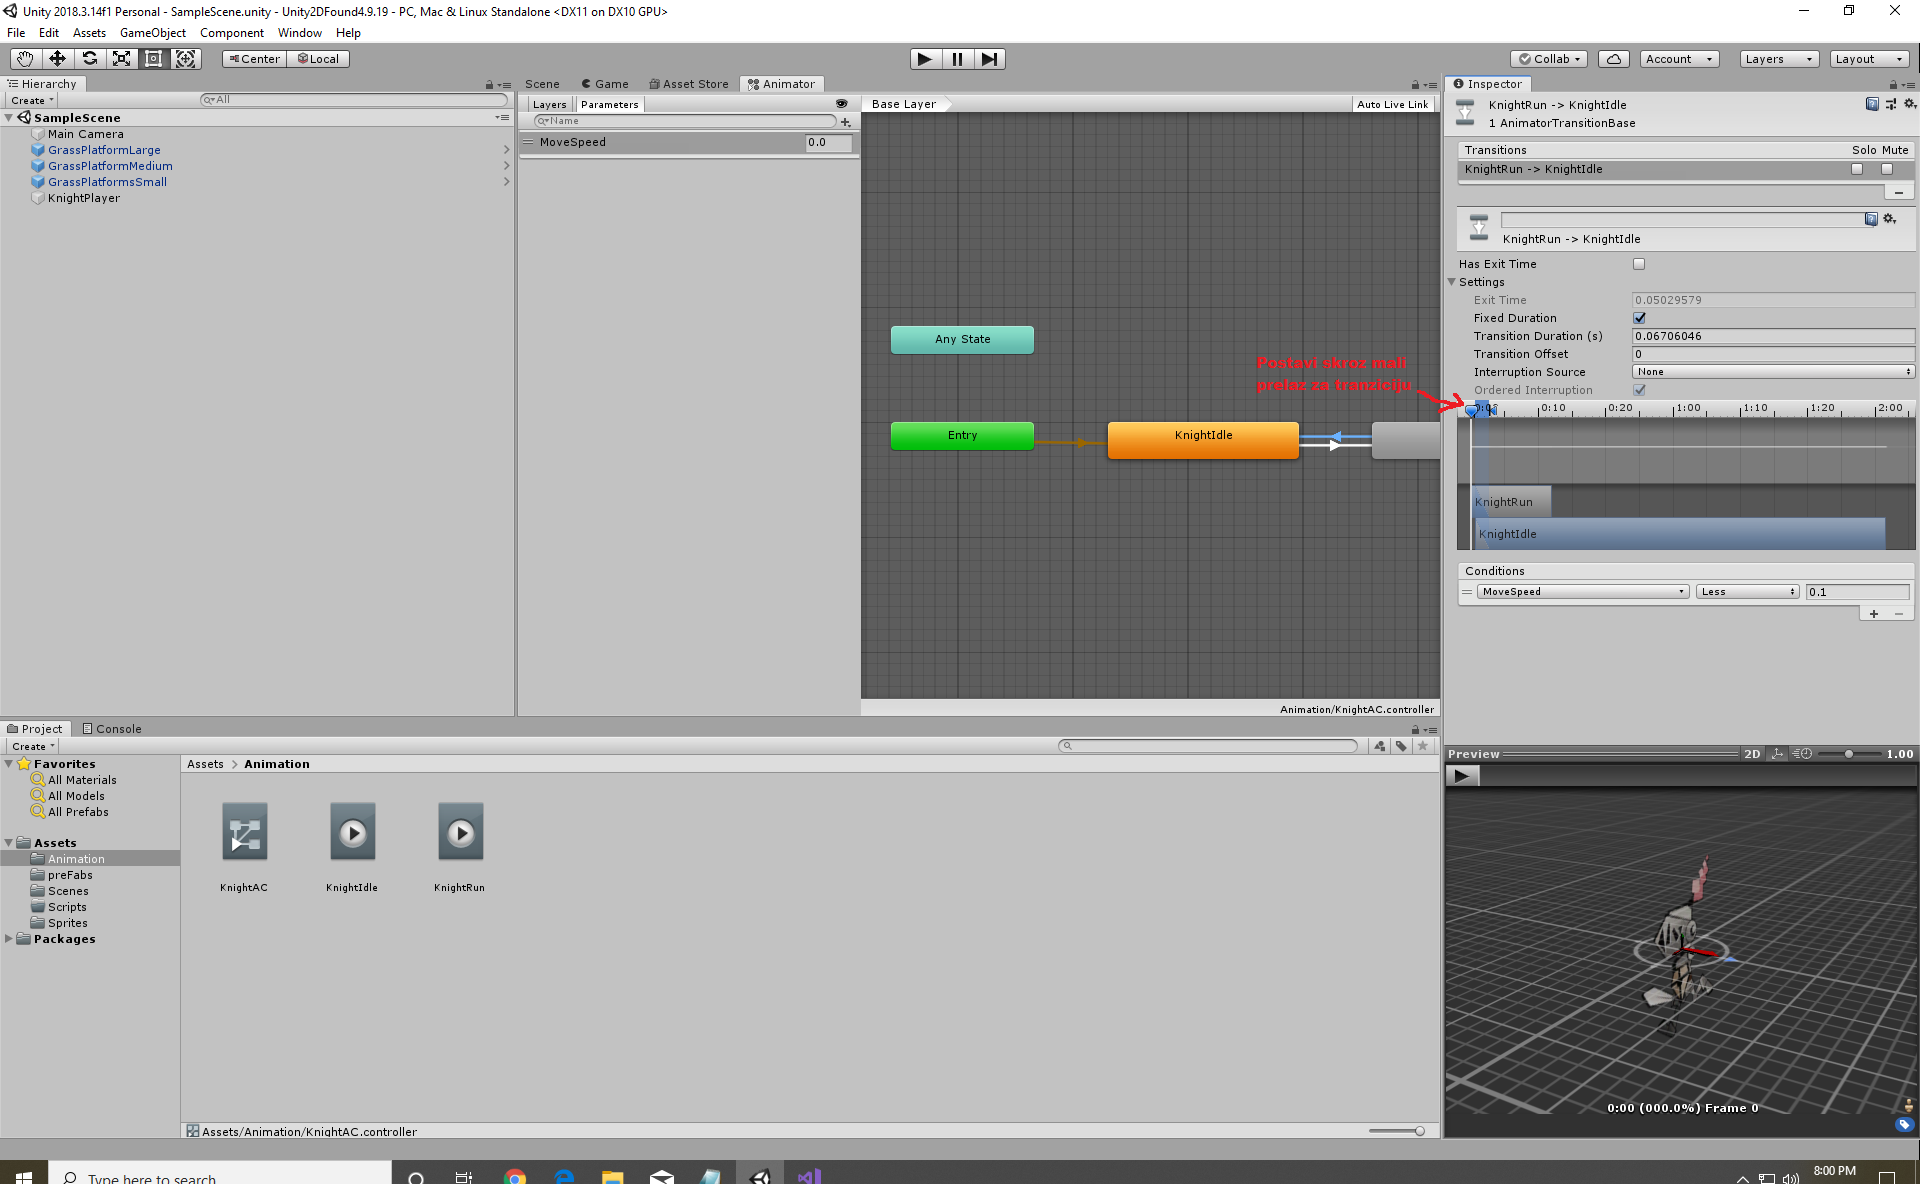 Unity 2018.3.14f1 Personal - SampleScene.unity - Unity2DFound4.9.19 - PC, Mac & Linux Standalone <DX11 on DX10 GPU>
File Edit Assets GameObject Component Window Help
Center Local
Collab Account Layers Layout
Hierarchy
Create All
SampleScene
Main Camera
GrassPlatformLarge
GrassPlatformMedium
GrassPlatformsSmall
KnightPlayer
Scene Game Asset Store Animator
Layers Parameters
Base Layer
Auto Live Link
Name
MoveSpeed 0.0
Any State
Entry
KnightIdle
Postavi skroz mali
prelaz za tranziciju
Animation/KnightAC.controller
Inspector
KnightRun -> KnightIdle
1 AnimatorTransitionBase
Transitions Solo Mute
KnightRun -> KnightIdle
KnightRun -> KnightIdle
Has Exit Time
Settings
Exit Time 0.05029579
Fixed Duration
Transition Duration (s) 0.06706046
Transition Offset 0
Interruption Source None
Ordered Interruption
0:10 0:20 1:00 1:10 1:20 2:00
KnightRun
KnightIdle
Conditions
MoveSpeed Less 0.1
Preview 2D 1.00
0:00 (000.0%) Frame 0
Project Console
Create
Favorites
All Materials
All Models
All Prefabs
Assets
Animation
preFabs
Scenes
Scripts
Sprites
Packages
Assets > Animation
KnightAC KnightIdle KnightRun
Assets/Animation/KnightAC.controller
Type here to search
8:00 PM